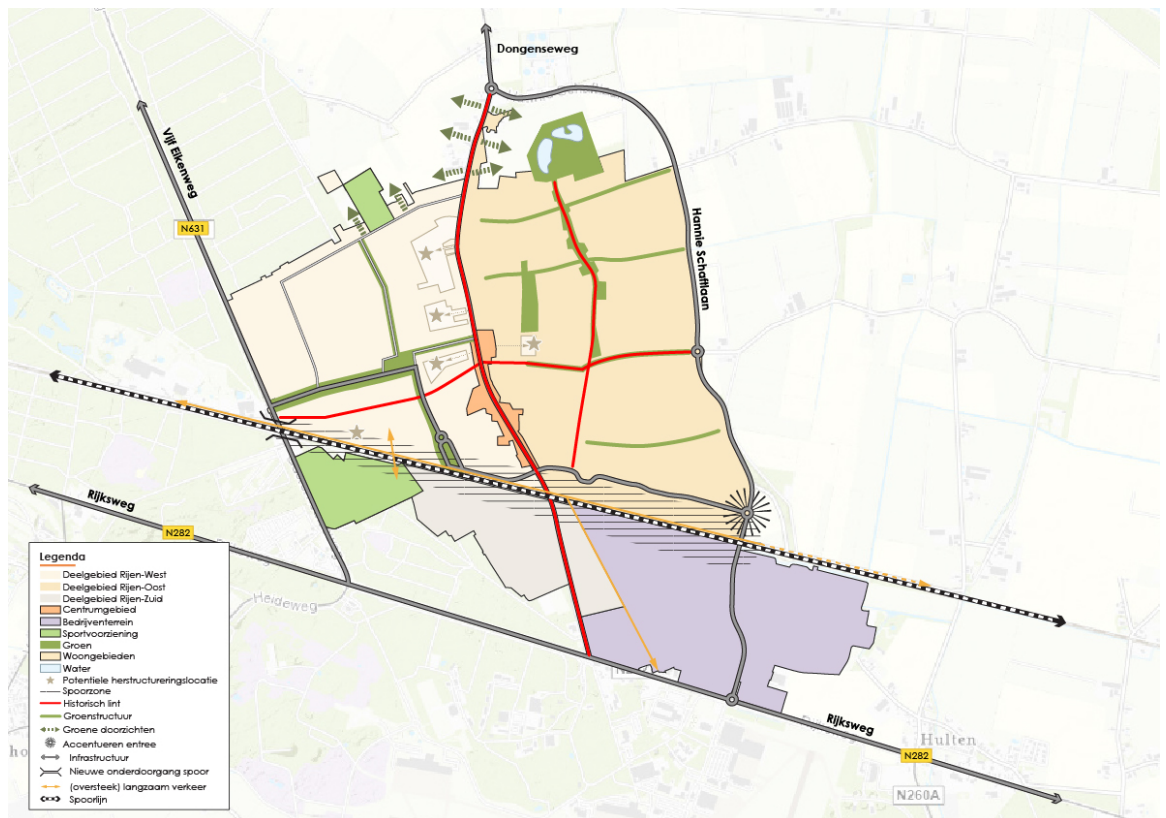 Dongenseweg
Vijf Eikenweg
N631
Hannie Schaftlaan
Rijksweg
N282
Heideweg
Rijksweg
N282
Hulten
N260A
Legenda
Deelgebied Rijen-West
Deelgebied Rijen-Oost
Deelgebied Rijen-Zuid
Centrumgebied
Bedrijventerrein
Sportvoorziening
Groen
Woongebieden
Water
Potentiele herstructureringslocatie
Spoorzone
Historisch lint
Groenstructuur
Groene doorzichten
Accentueren entree
Infrastructuur
Nieuwe onderdoorgang spoor
(oversteek) langzaam verkeer
Spoorlijn